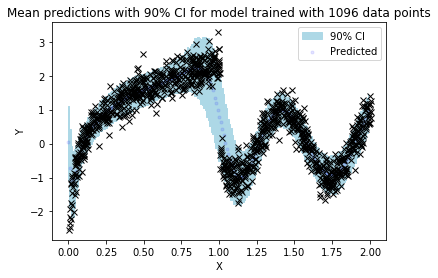 Mean predictions with 90% CI for model trained with 1096 data points
90% CI
Predicted
3
2
1
0
−1
−2
Y
0.00 0.25 0.50 0.75 1.00 1.25 1.50 1.75 2.00
X